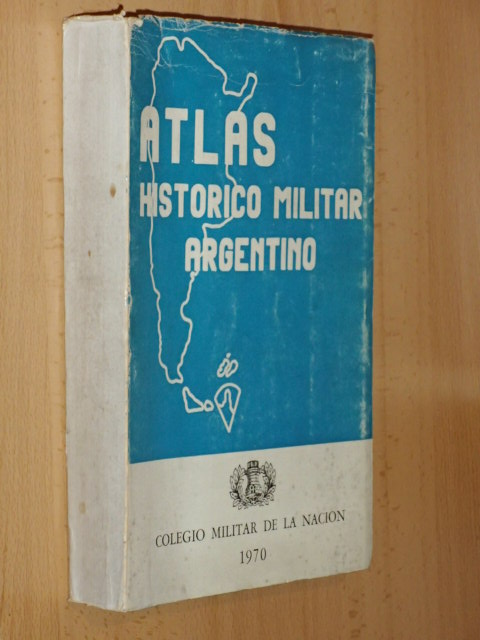 ATLAS
HISTORICO MILITAR
ARGENTINO
COLEGIO MILITAR DE LA NACION
1970